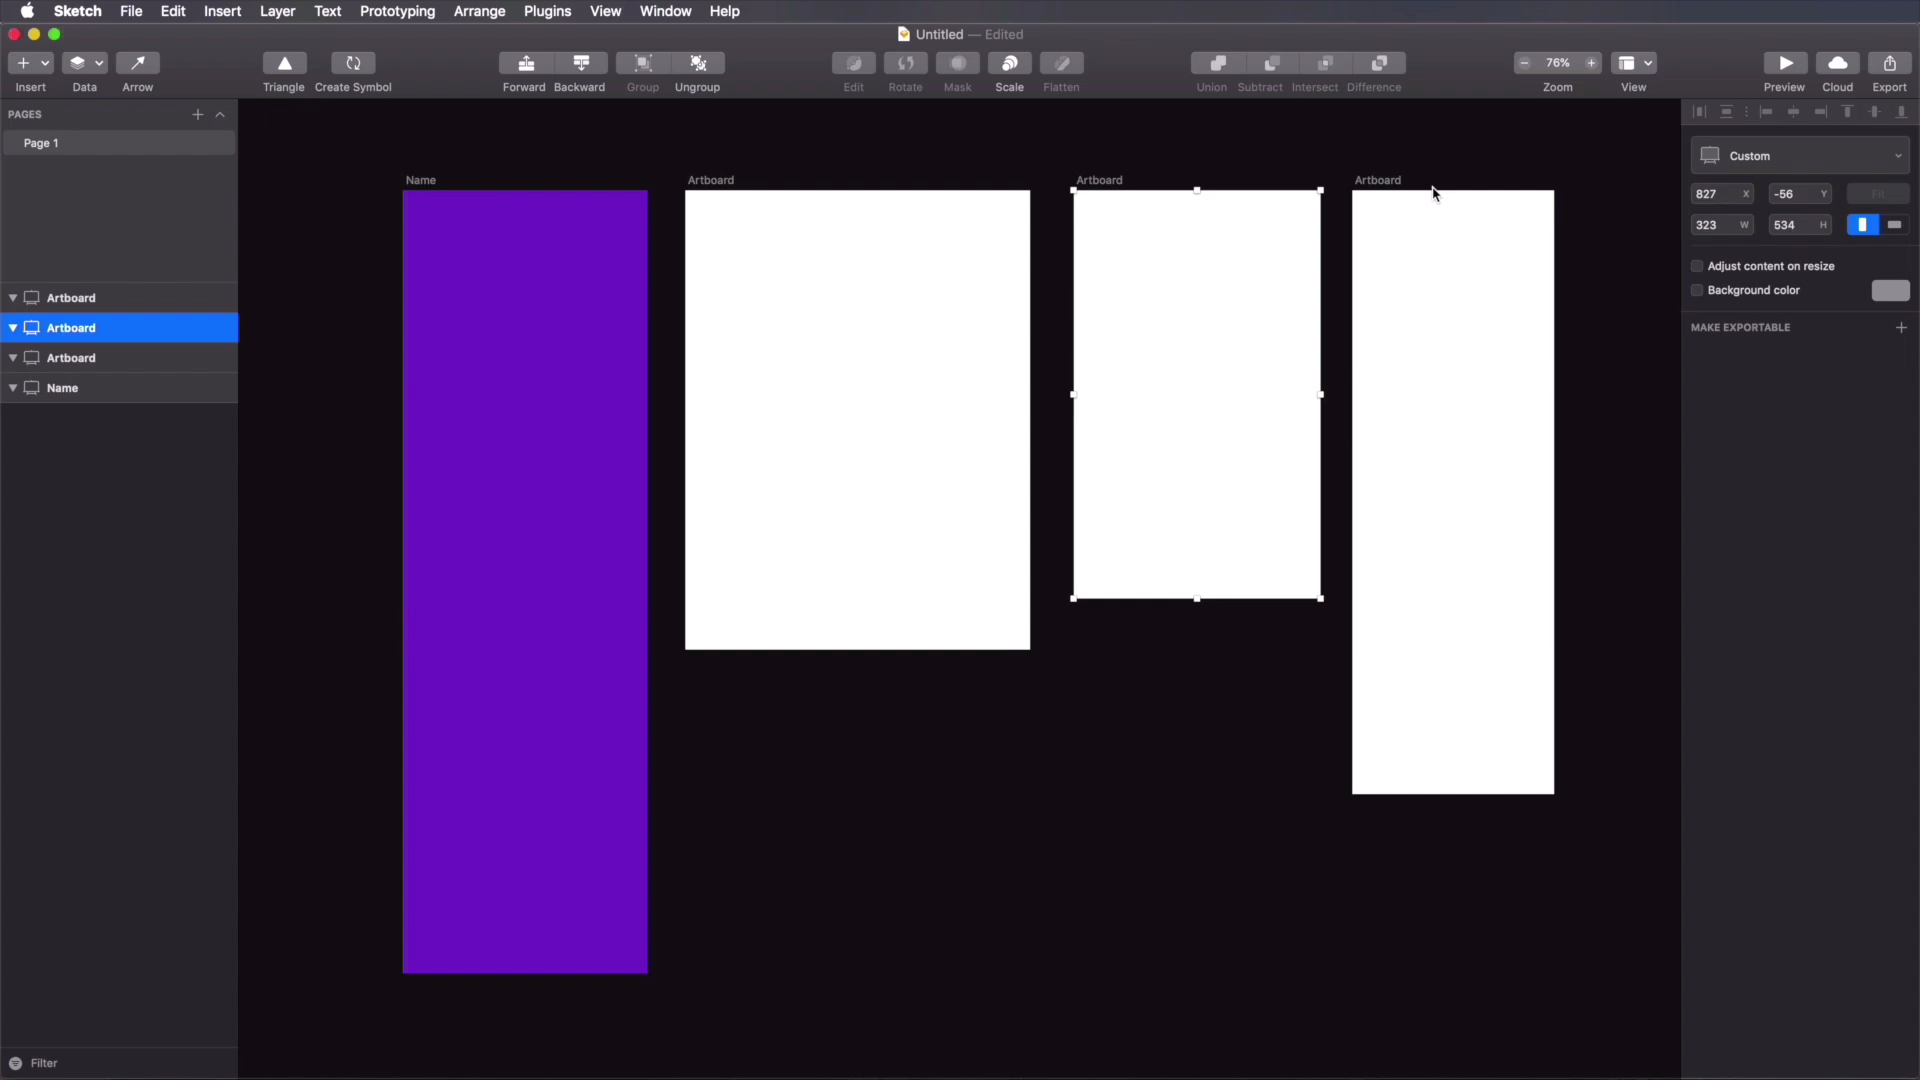 Sketch File Edit Insert Layer Text Prototyping Arrange Plugins View Window Help
Untitled — Edited
76%
Insert Data Arrow Triangle Create Symbol Forward Backward Group Ungroup Edit Rotate Mask Scale Flatten Union Subtract Intersect Difference Zoom View Preview Cloud Export
PAGES
Page 1
Artboard
Artboard
Artboard
Name
Filter
Name Artboard Artboard Artboard
Custom
827 X -56 Y Fit
323 W 534 H
Adjust content on resize
Background color
MAKE EXPORTABLE